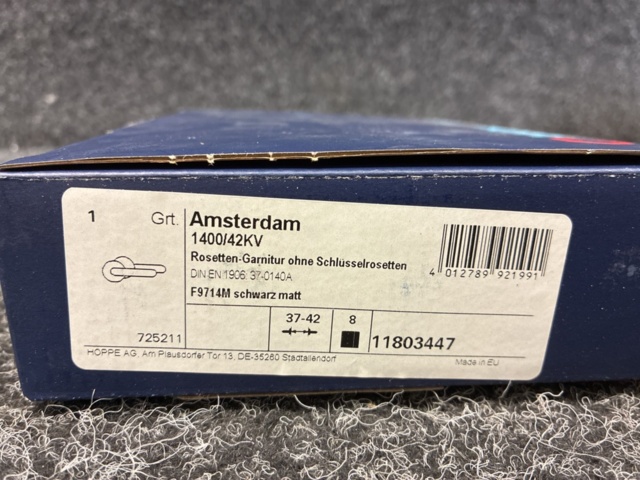 1 Grt.
Amsterdam
1400/42KV
Rosetten-Garnitur ohne Schlüsselrosetten
DIN EN 1906: 37-0140A
F9714M schwarz matt
4 012789 921991
37-42 8
725211
11803447
HOPPE AG, Am Plausdorfer Tor 13, DE-35260 Stadtallendorf
Made in EU